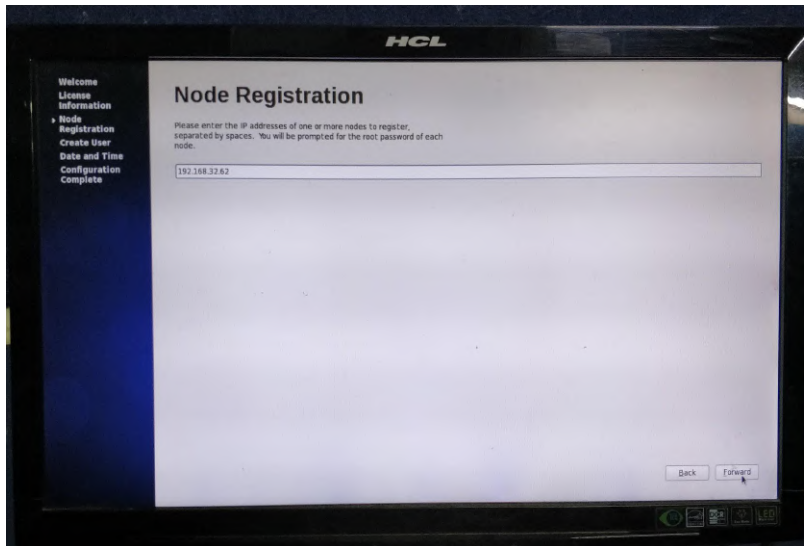 HCL
Welcome
License
Information
Node
Registration
Create User
Date and Time
Configuration
Complete
Node Registration
Please enter the IP addresses of one or more nodes to register,
separated by spaces. You will be prompted for the root password of each
node.
192.168.32.62
Back
Forward
LED